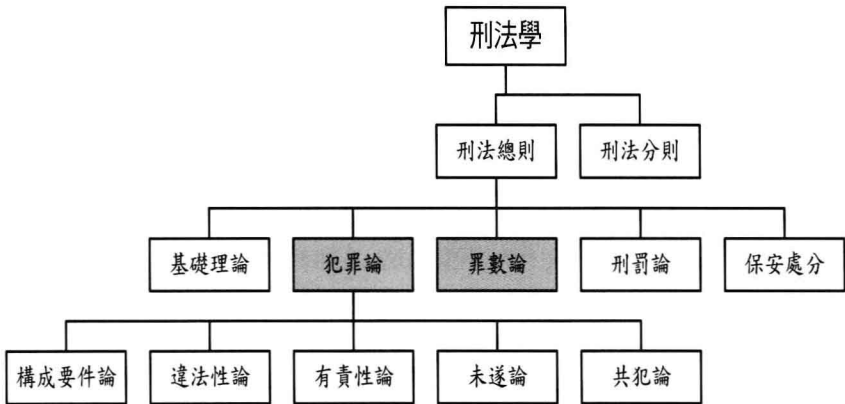 刑法學
刑法總則
刑法分則
基礎理論
犯罪論
罪數論
刑罰論
保安處分
構成要件論
違法性論
有責性論
未遂論
共犯論